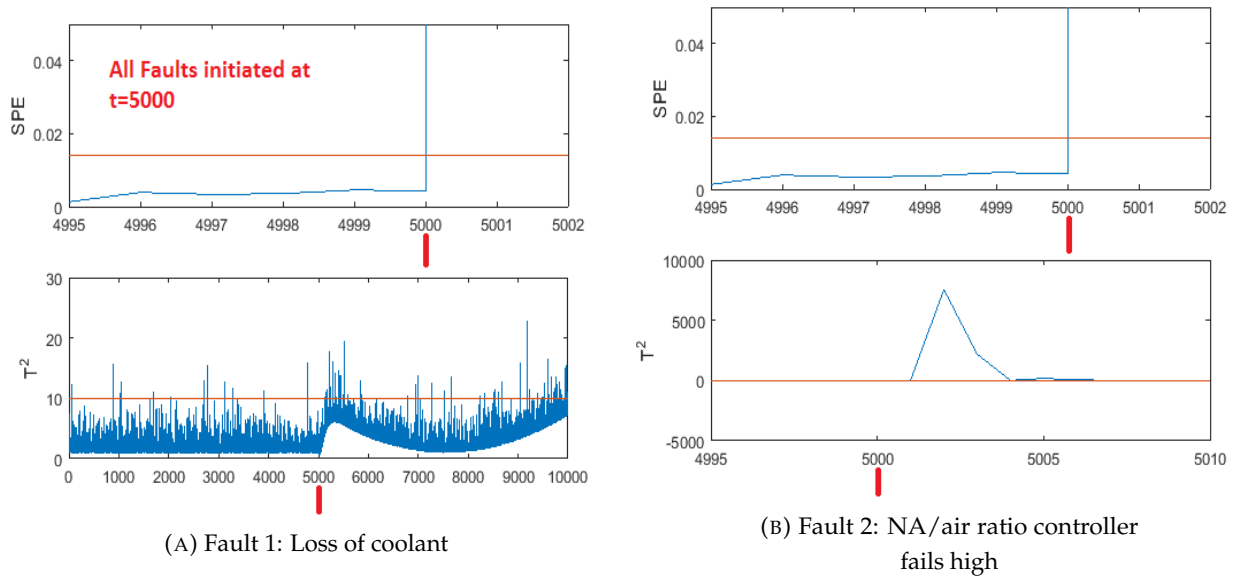 SPE
0.04
0.02
0
All Faults initiated at
t=5000
4995 4996 4997 4998 4999 5000 5001 5002
T²
30
20
10
0
0 1000 2000 3000 4000 5000 6000 7000 8000 9000 10000
(A) Fault 1: Loss of coolant
SPE
0.04
0.02
0
4995 4996 4997 4998 4999 5000 5001 5002
T²
10000
5000
0
-5000
4995 5000 5005 5010
(B) Fault 2: NA/air ratio controller
fails high